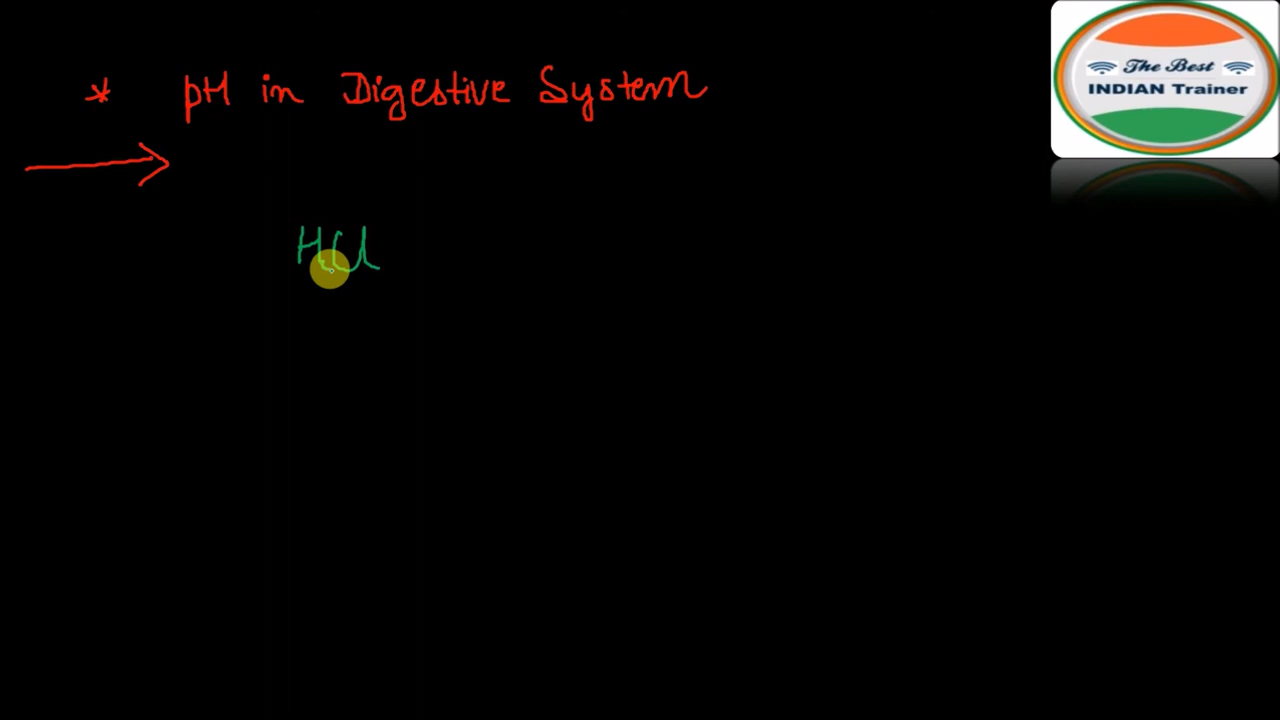 * pH in Digestive System
HCl
The Best
INDIAN Trainer